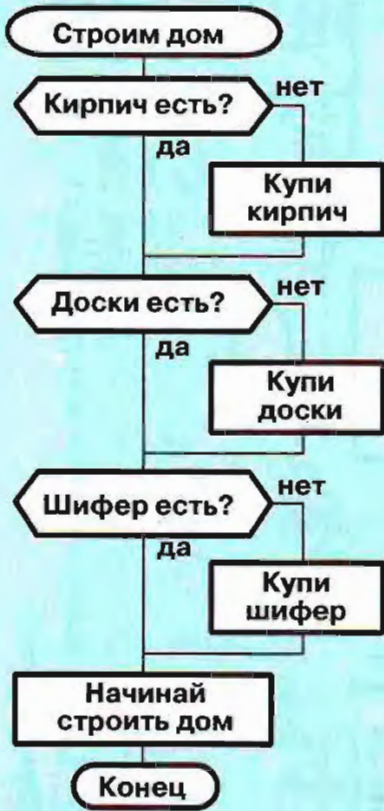 Строим дом
Кирпич есть?
нет
да
Купи
кирпич
Доски есть?
нет
да
Купи
доски
Шифер есть?
нет
да
Купи
шифер
Начинай
строить дом
Конец